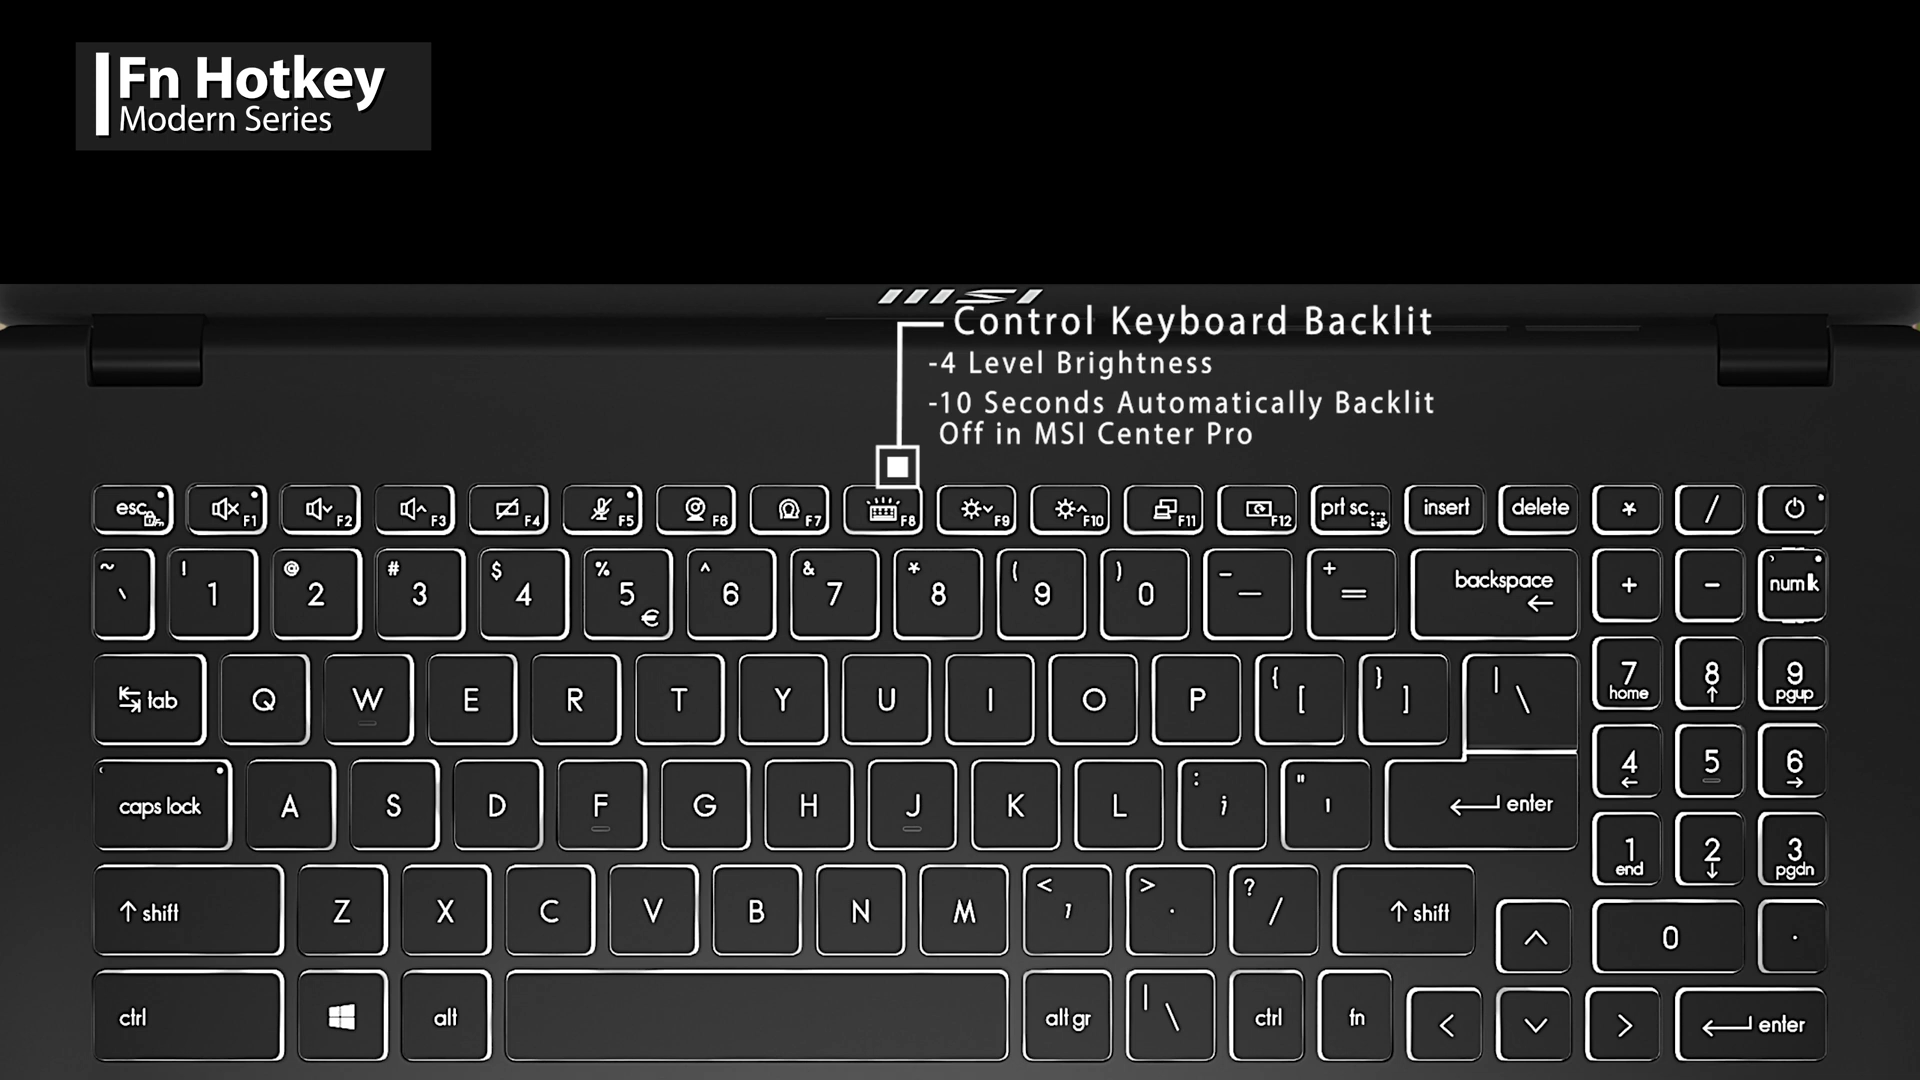 Fn Hotkey
Modern Series
msi
Control Keyboard Backlit
-4 Level Brightness
-10 Seconds Automatically Backlit
Off in MSI Center Pro
esc F1 F2 F3 F4 F5 F6 F7 F8 F9 F10 F11 F12 prt sc insert delete * /
~ ! @ # $ % ^ & * ( ) _ +
\ 1 2 3 4 5 € 6 7 8 9 0 — = backspace ← + - num lk
tab Q W E R T Y U I O P { [ } ] | \ 7 home 8 ↑ 9 pgup
caps lock A S D F G H J K L : ; " ' enter 4 ← 5 6 →
↑ shift Z X C V B N M < , > . ? / ↑ shift 1 end 2 ↓ 3 pgdn
^ 0 .
ctrl alt alt gr | \ ctrl fn < v > enter